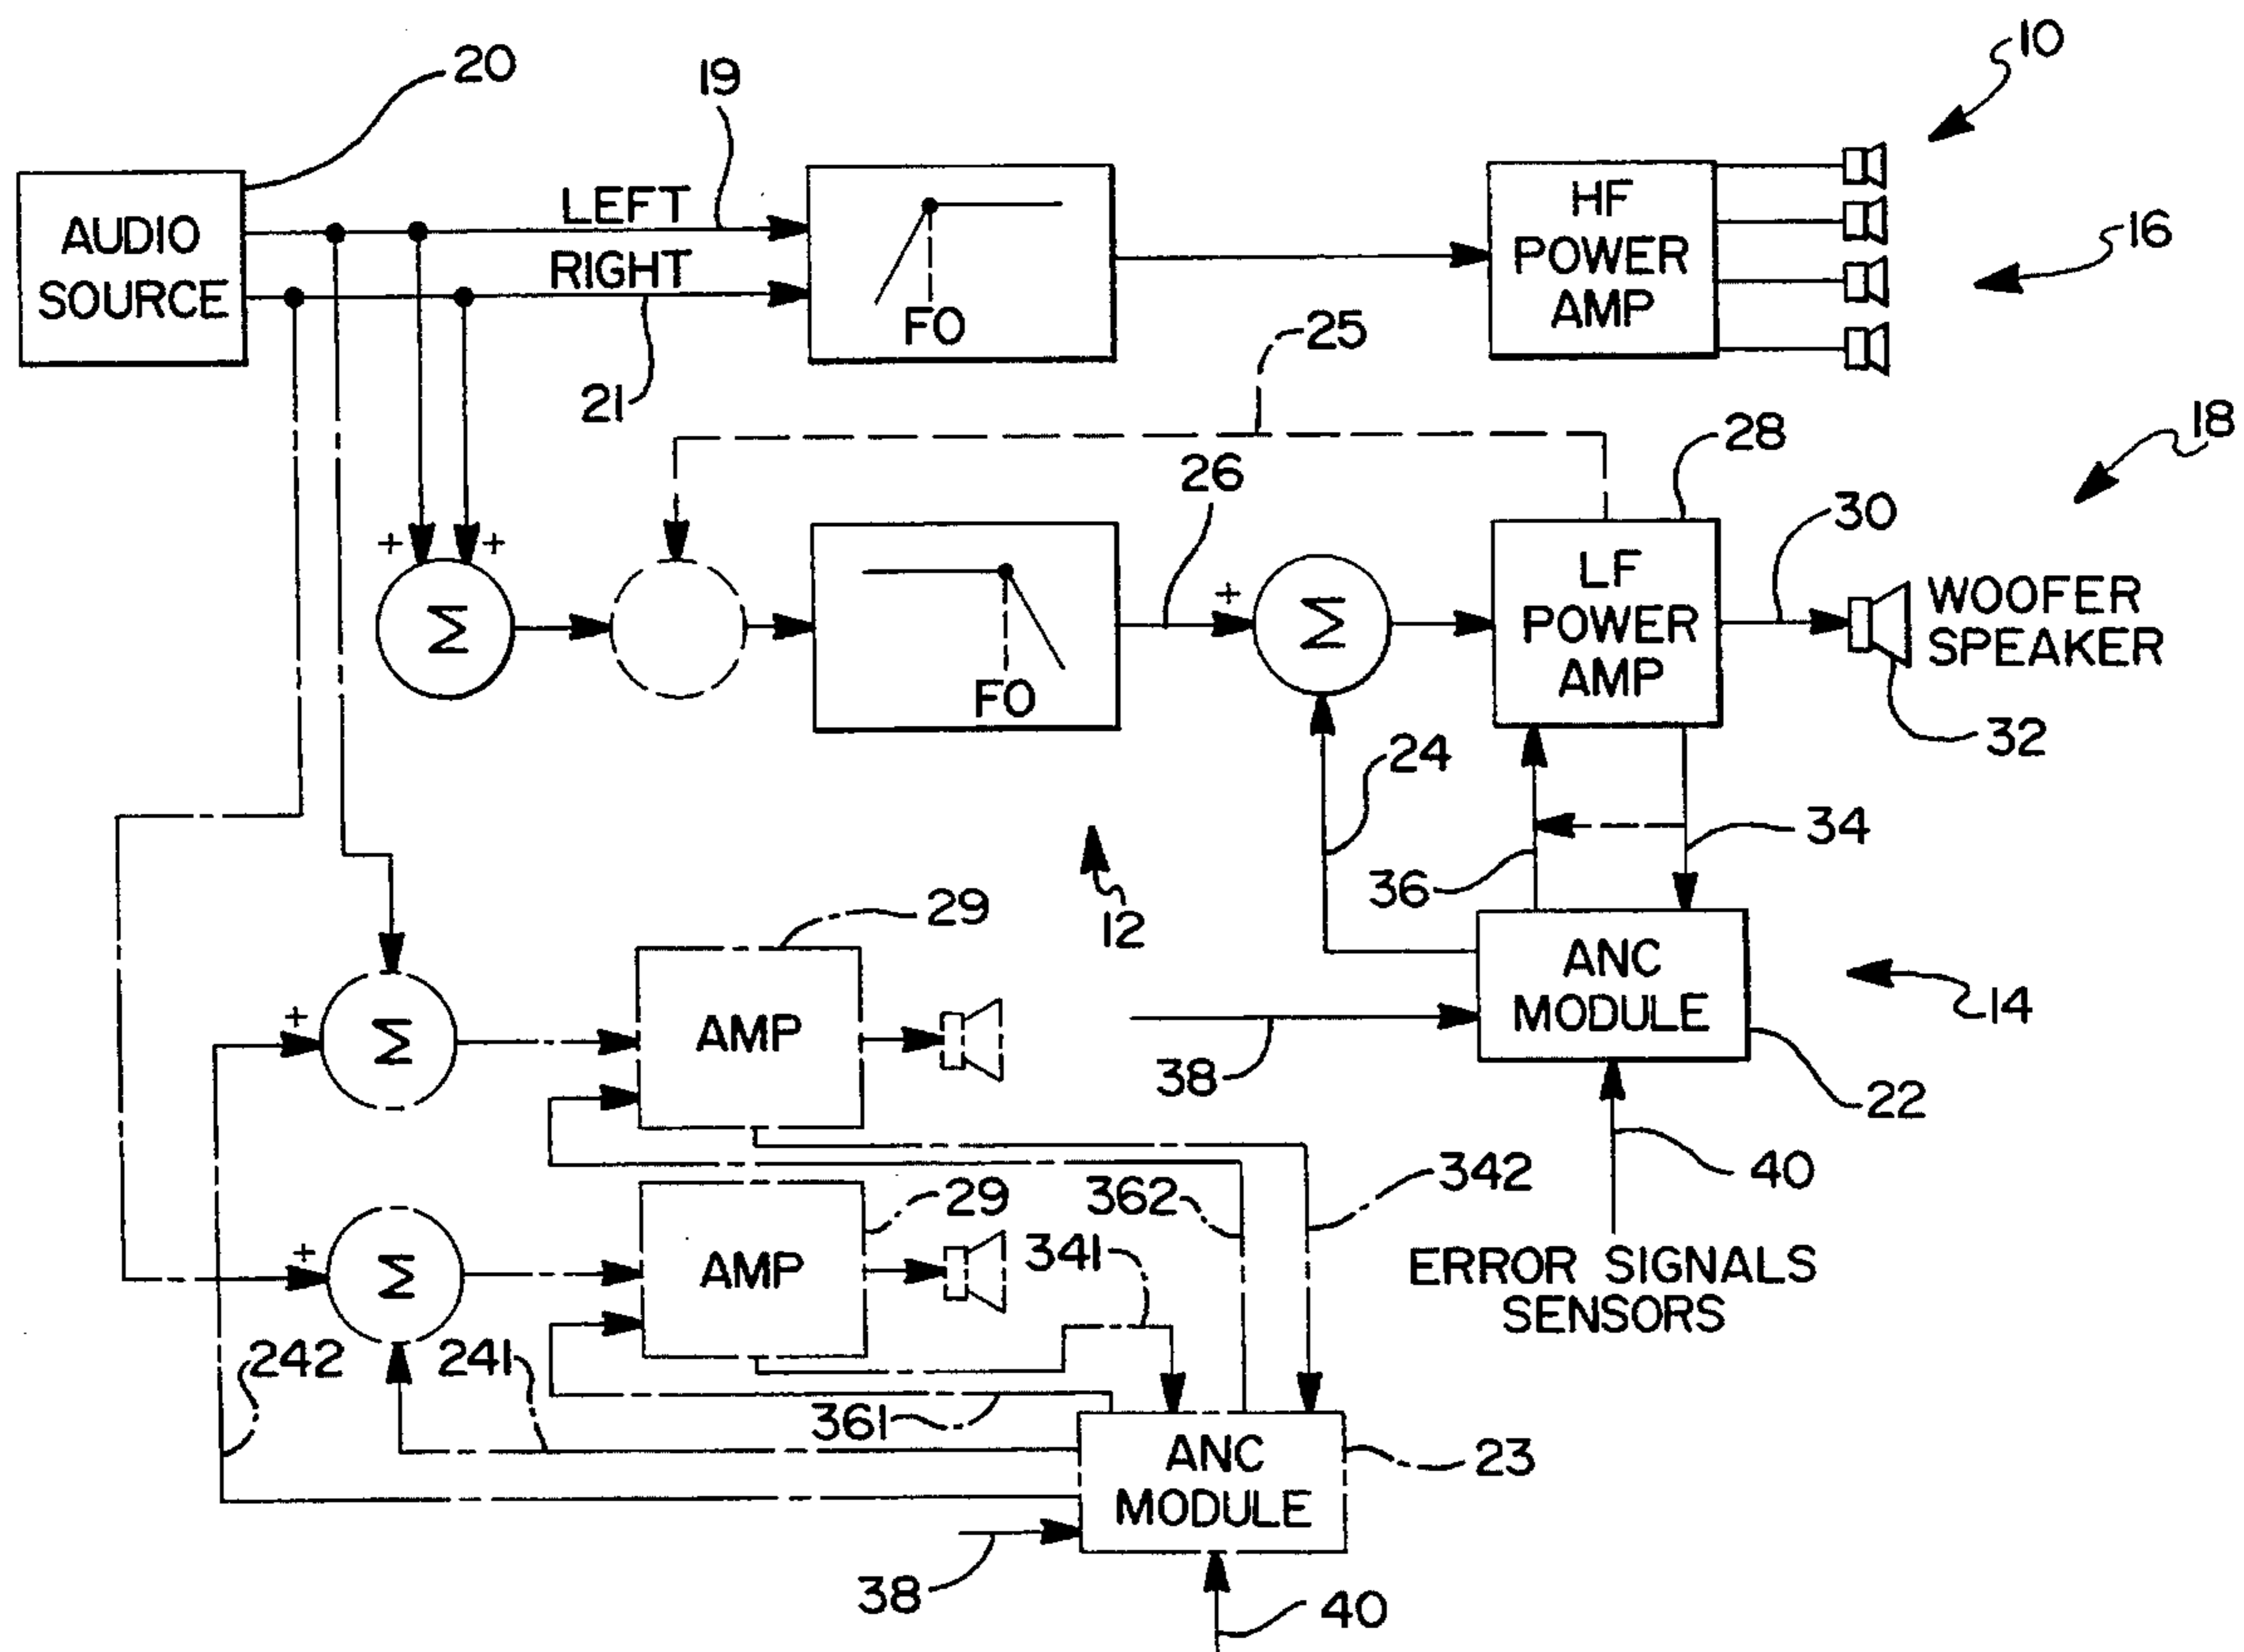 10
20
19
AUDIO
SOURCE
LEFT
RIGHT
FO
HF
POWER
AMP
16
21
25
18
26
28
30
+ +
Σ
FO
+
Σ
LF
POWER
AMP
WOOFER
SPEAKER
32
24
34
36
12
29
ANC
MODULE
14
+
Σ
AMP
38
22
40
29
362
342
341
+
Σ
AMP
ERROR SIGNALS
SENSORS
242
241
361
ANC
MODULE
23
38
40